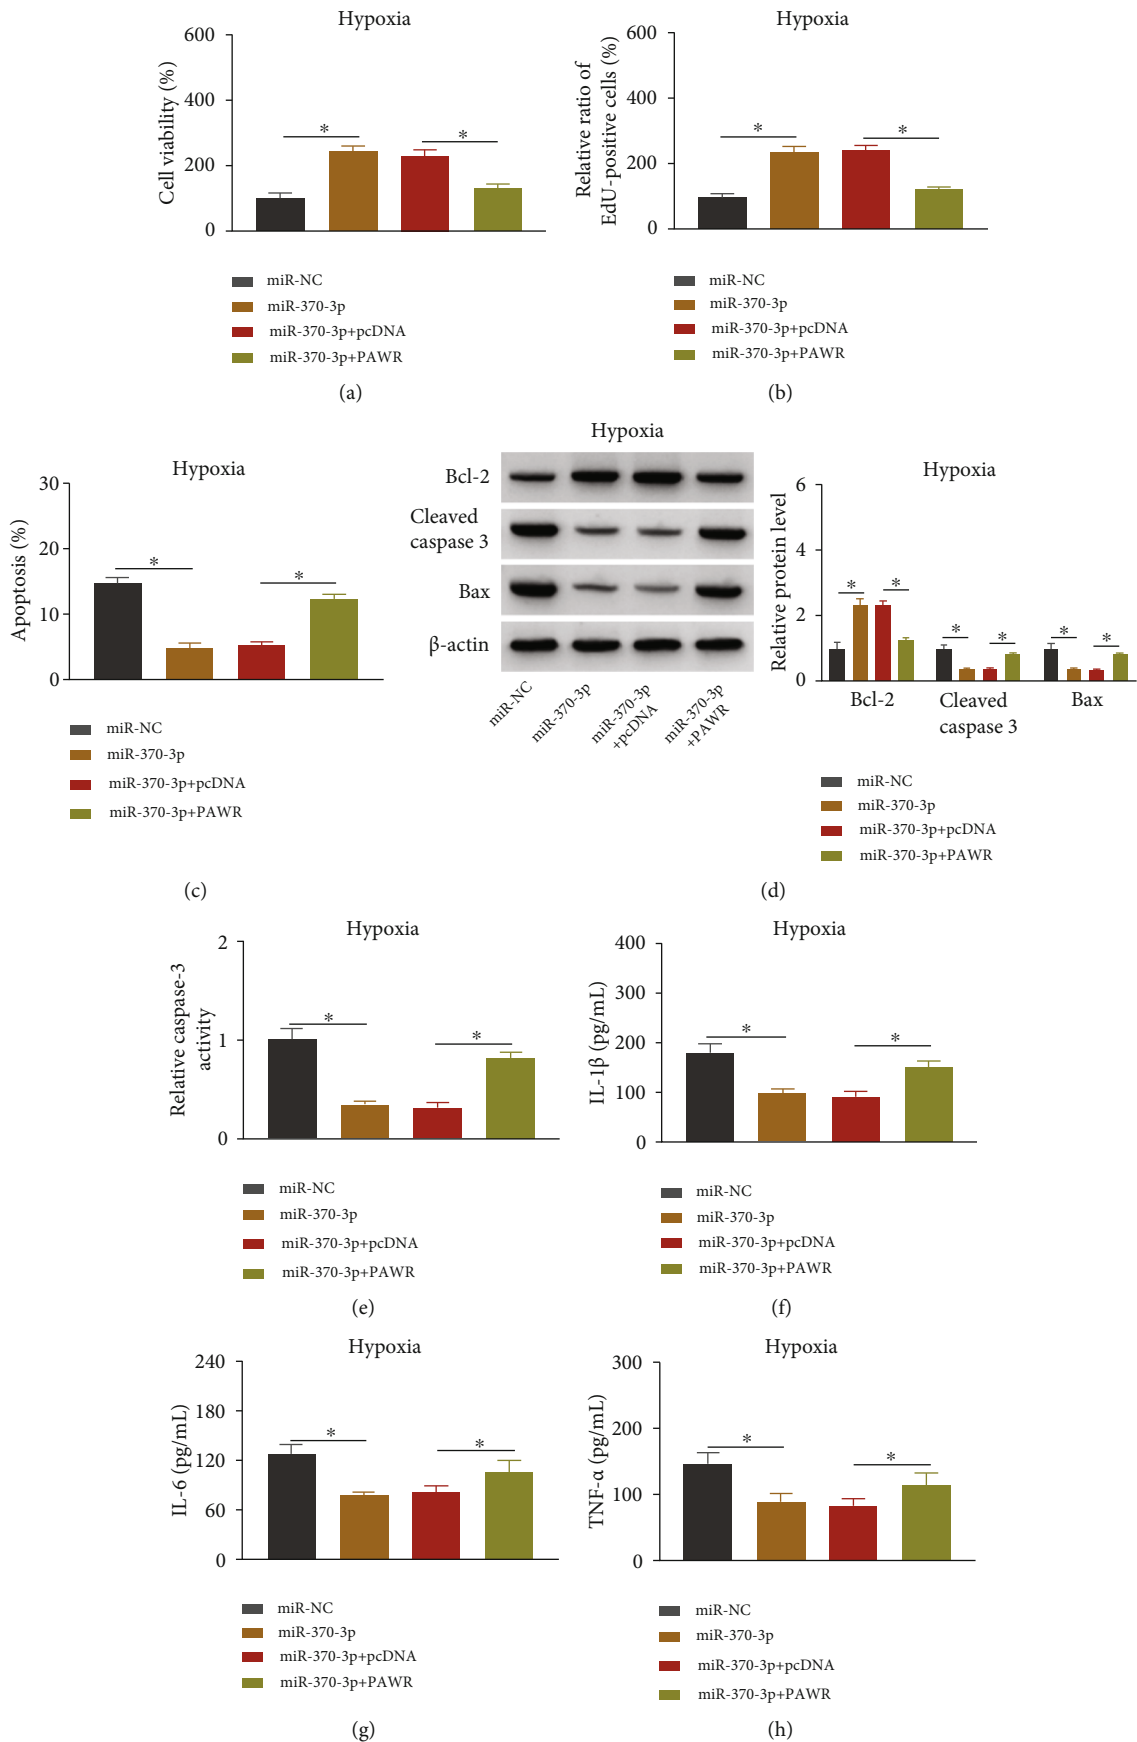 Hypoxia
Cell viability (%)
600
400
200
0
*
*
miR-NC
miR-370-3p
miR-370-3p+pcDNA
miR-370-3p+PAWR
(a)
Hypoxia
Relative ratio of
EdU-positive cells (%)
600
400
200
0
*
*
miR-NC
miR-370-3p
miR-370-3p+pcDNA
miR-370-3p+PAWR
(b)
Hypoxia
Apoptosis (%)
30
20
10
0
*
*
miR-NC
miR-370-3p
miR-370-3p+pcDNA
miR-370-3p+PAWR
(c)
Hypoxia
Bcl-2
Cleaved
caspase 3
Bax
β-actin
miR-NC
miR-370-3p
miR-370-3p
+pcDNA
miR-370-3p
+PAWR
Hypoxia
Relative protein level
6
4
2
0
*
*
*
*
*
*
Bcl-2
Cleaved
caspase 3
Bax
miR-NC
miR-370-3p
miR-370-3p+pcDNA
miR-370-3p+PAWR
(d)
Hypoxia
Relative caspase-3
activity
2
1
0
*
*
miR-NC
miR-370-3p
miR-370-3p+pcDNA
miR-370-3p+PAWR
(e)
Hypoxia
IL-1β (pg/mL)
400
300
200
100
0
*
*
miR-NC
miR-370-3p
miR-370-3p+pcDNA
miR-370-3p+PAWR
(f)
Hypoxia
IL-6 (pg/mL)
240
180
120
60
0
*
*
miR-NC
miR-370-3p
miR-370-3p+pcDNA
miR-370-3p+PAWR
(g)
Hypoxia
TNF-α (pg/mL)
300
200
100
0
*
*
miR-NC
miR-370-3p
miR-370-3p+pcDNA
miR-370-3p+PAWR
(h)